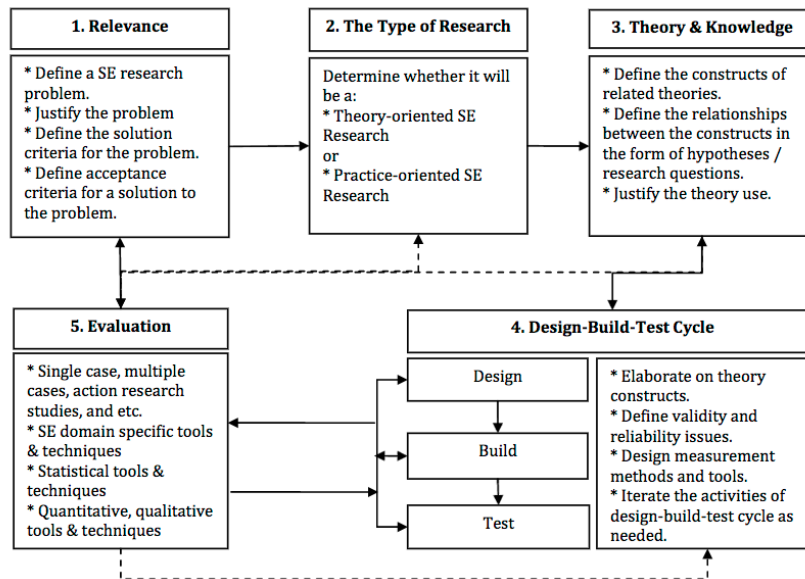 1. Relevance
* Define a SE research
problem.
* Justify the problem
* Define the solution
criteria for the problem.
* Define acceptance
criteria for a solution to
the problem.
2. The Type of Research
Determine whether it will
be a:
* Theory-oriented SE
Research
or
* Practice-oriented SE
Research
3. Theory & Knowledge
* Define the constructs of
related theories.
* Define the relationships
between the constructs in
the form of hypotheses /
research questions.
* Justify the theory use.
5. Evaluation
* Single case, multiple
cases, action research
studies, and etc.
* SE domain specific tools
& techniques
* Statistical tools &
techniques
* Quantitative, qualitative
tools & techniques
4. Design-Build-Test Cycle
Design
Build
Test
* Elaborate on theory
constructs.
* Define validity and
reliability issues.
* Design measurement
methods and tools.
* Iterate the activities of
design-build-test cycle as
needed.